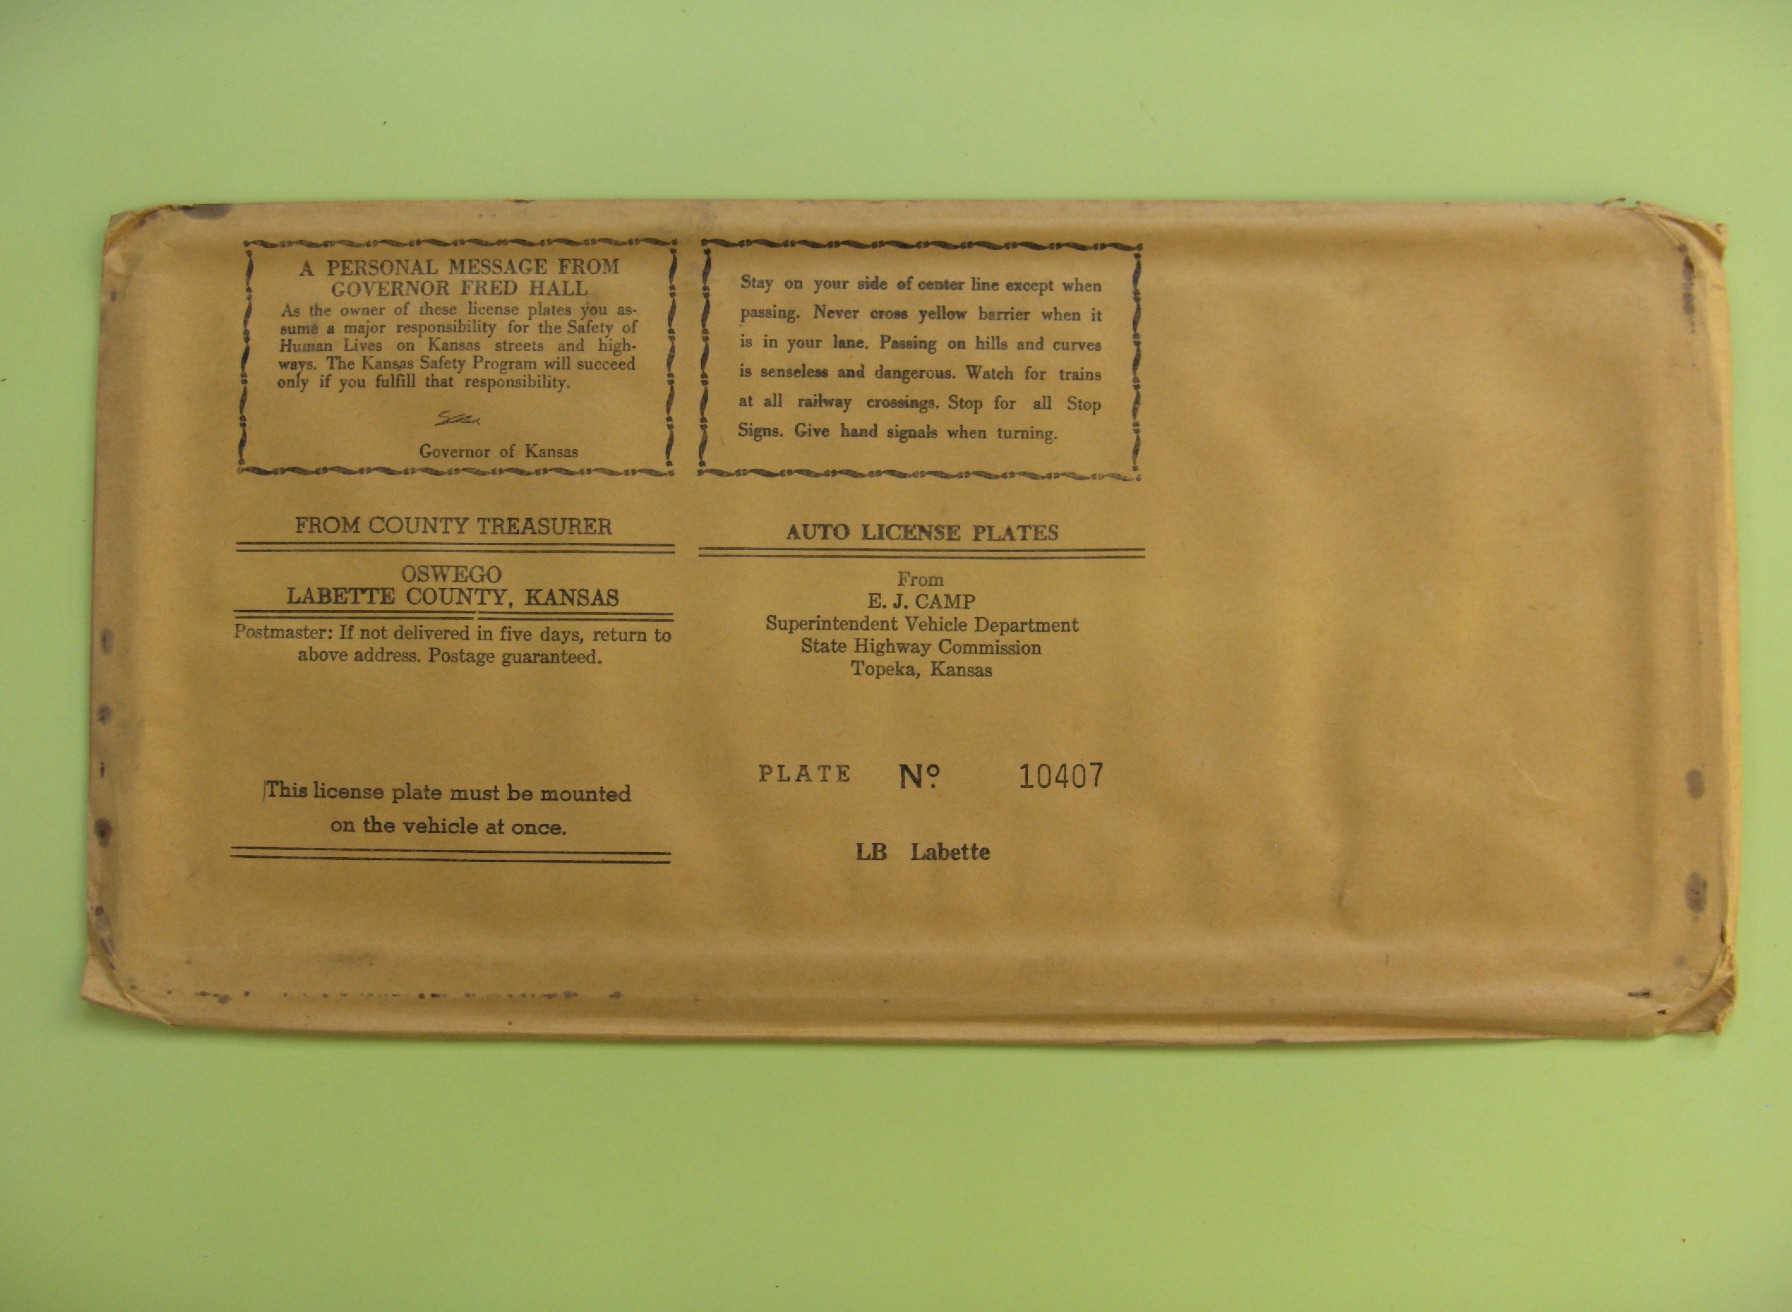 A PERSONAL MESSAGE FROM
GOVERNOR FRED HALL
As the owner of these license plates you as-
sume a major responsibility for the Safety of
Human Lives on Kansas streets and high-
ways. The Kansas Safety Program will succeed
only if you fulfill that responsibility.
Governor of Kansas
Stay on your side of center line except when
passing. Never cross yellow barrier when it
is in your lane. Passing on hills and curves
is senseless and dangerous. Watch for trains
at all railway crossings. Stop for all Stop
Signs. Give hand signals when turning.
FROM COUNTY TREASURER
OSWEGO
LABETTE COUNTY, KANSAS
Postmaster: If not delivered in five days, return to
above address. Postage guaranteed.
This license plate must be mounted
on the vehicle at once.
AUTO LICENSE PLATES
From
E. J. CAMP
Superintendent Vehicle Department
State Highway Commission
Topeka, Kansas
PLATE Nº 10407
LB Labette